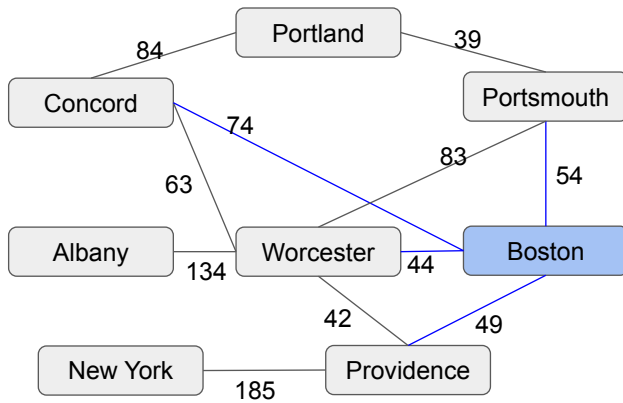 Portland
84
39
Concord
Portsmouth
74
83
63
54
Albany
Worcester
Boston
134
44
42
49
New York
Providence
185